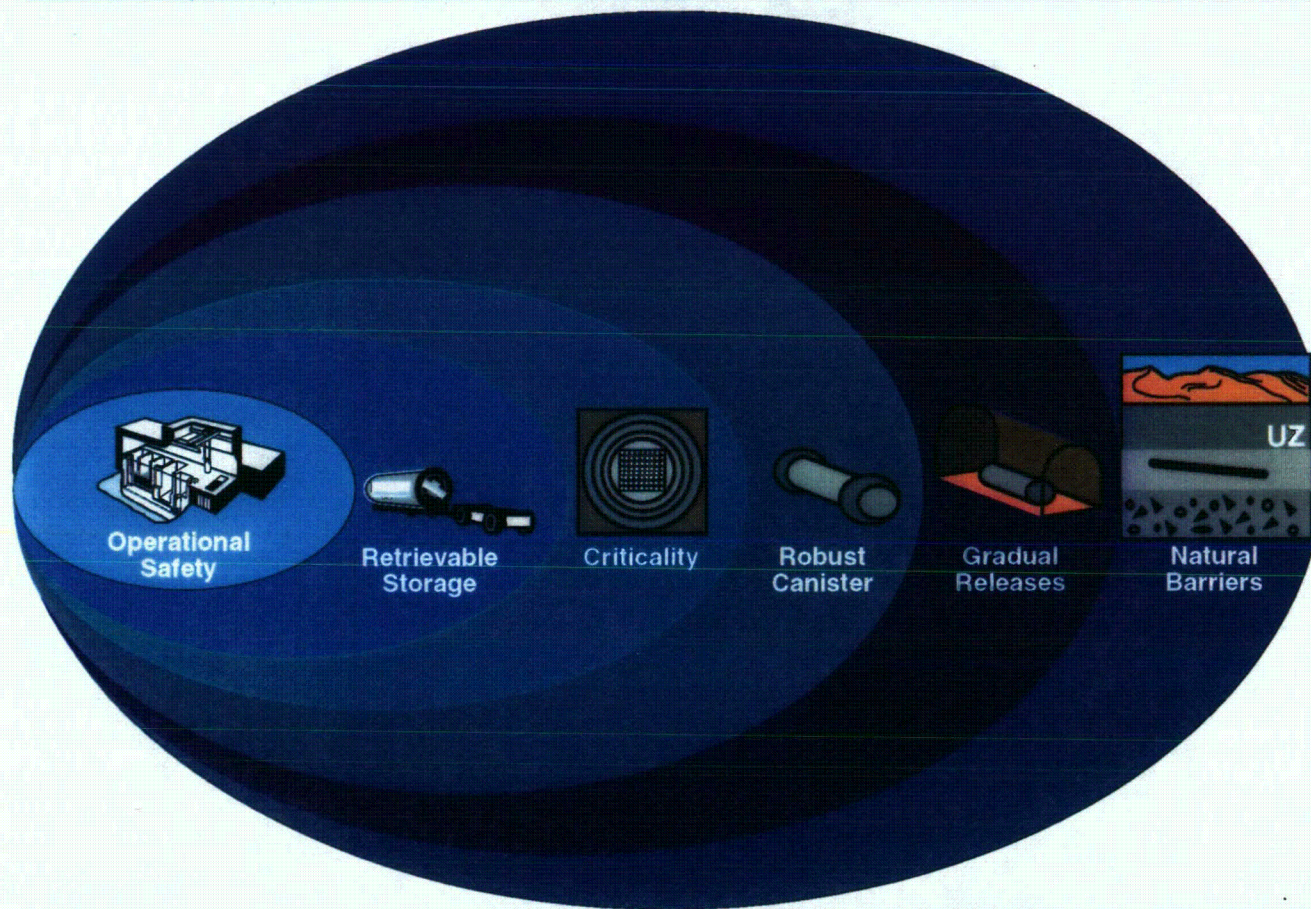 UZ
Operational
Safety
Retrievable
Storage
Criticality
Robust
Canister
Gradual
Releases
Natural
Barriers